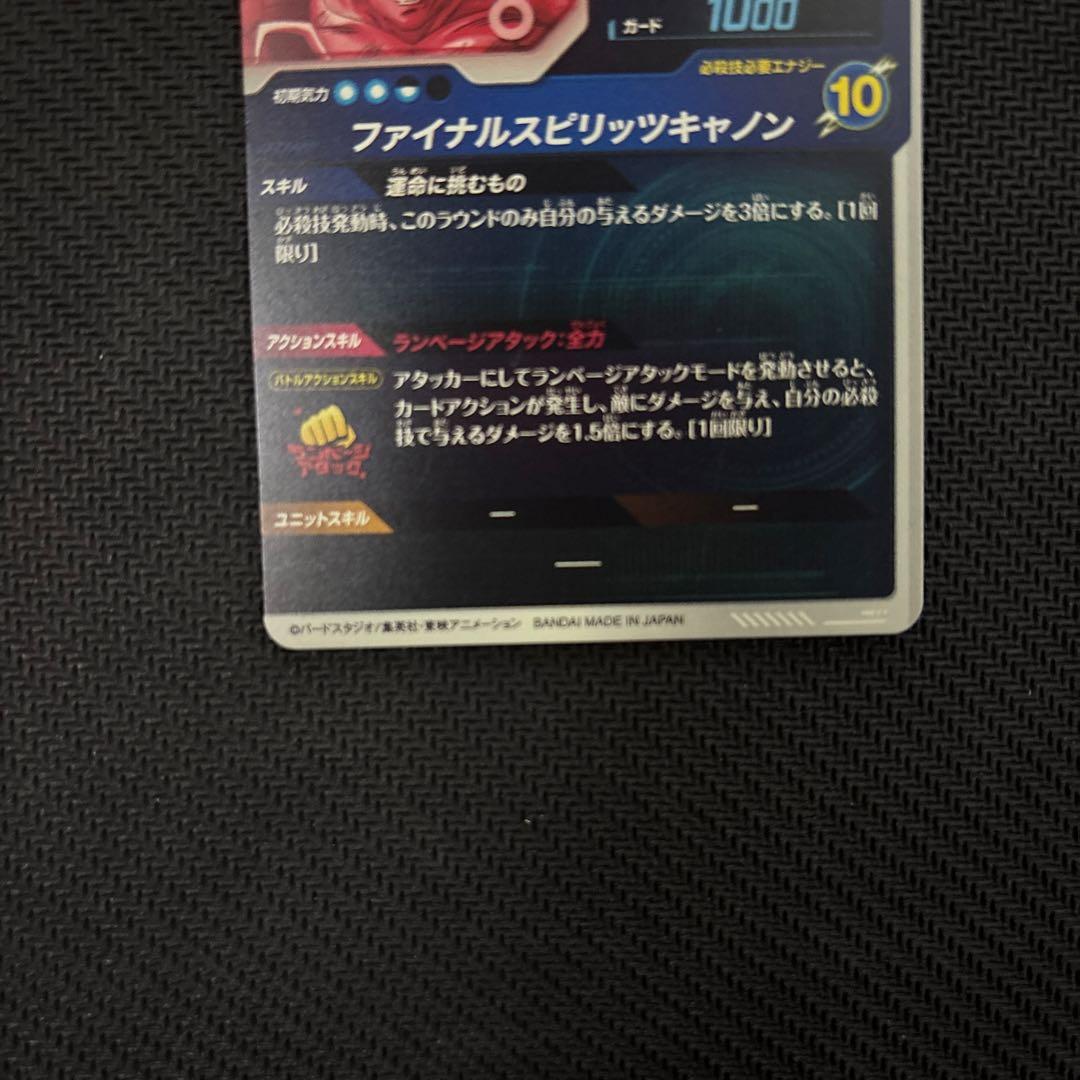 ガード 1000
必殺技必要エナジー
10
初期気力
ファイナルスピリッツキャノン
スキル 運命に挑むもの
必殺技発動時、このラウンドのみ自分の与えるダメージを3倍にする。[1回
限り]
アクションスキル ランページアタック:全力
バトルアクションスキル
アタッカーにしてランページアタックモードを発動させると、
カードアクションが発生し、敵にダメージを与え、自分の必殺
技で与えるダメージを1.5倍にする。[1回限り]
ランページ
アタック
ユニットスキル ー ー
ー
©バードスタジオ/集英社・東映アニメーション BANDAI MADE IN JAPAN